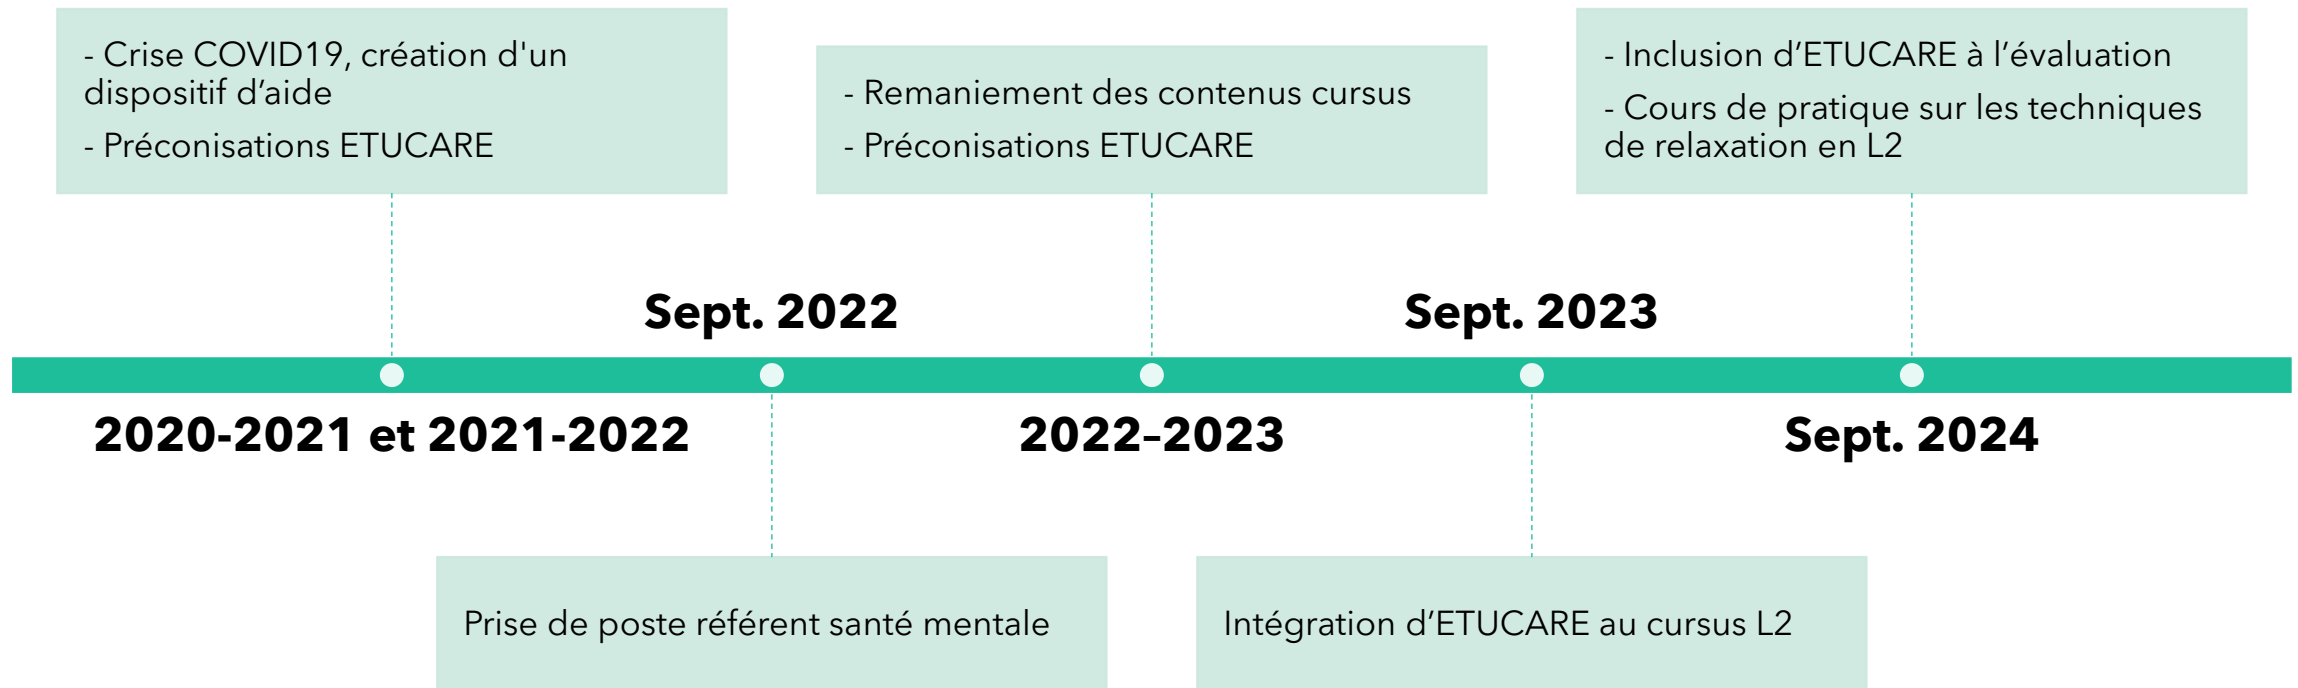 - Crise COVID19, création d'un
dispositif d’aide
- Préconisations ETUCARE
- Remaniement des contenus cursus
- Préconisations ETUCARE
- Inclusion d’ETUCARE à l’évaluation
- Cours de pratique sur les techniques
de relaxation en L2
Sept. 2022
Sept. 2023
2020-2021 et 2021-2022
2022–2023
Sept. 2024
Prise de poste référent santé mentale
Intégration d’ETUCARE au cursus L2